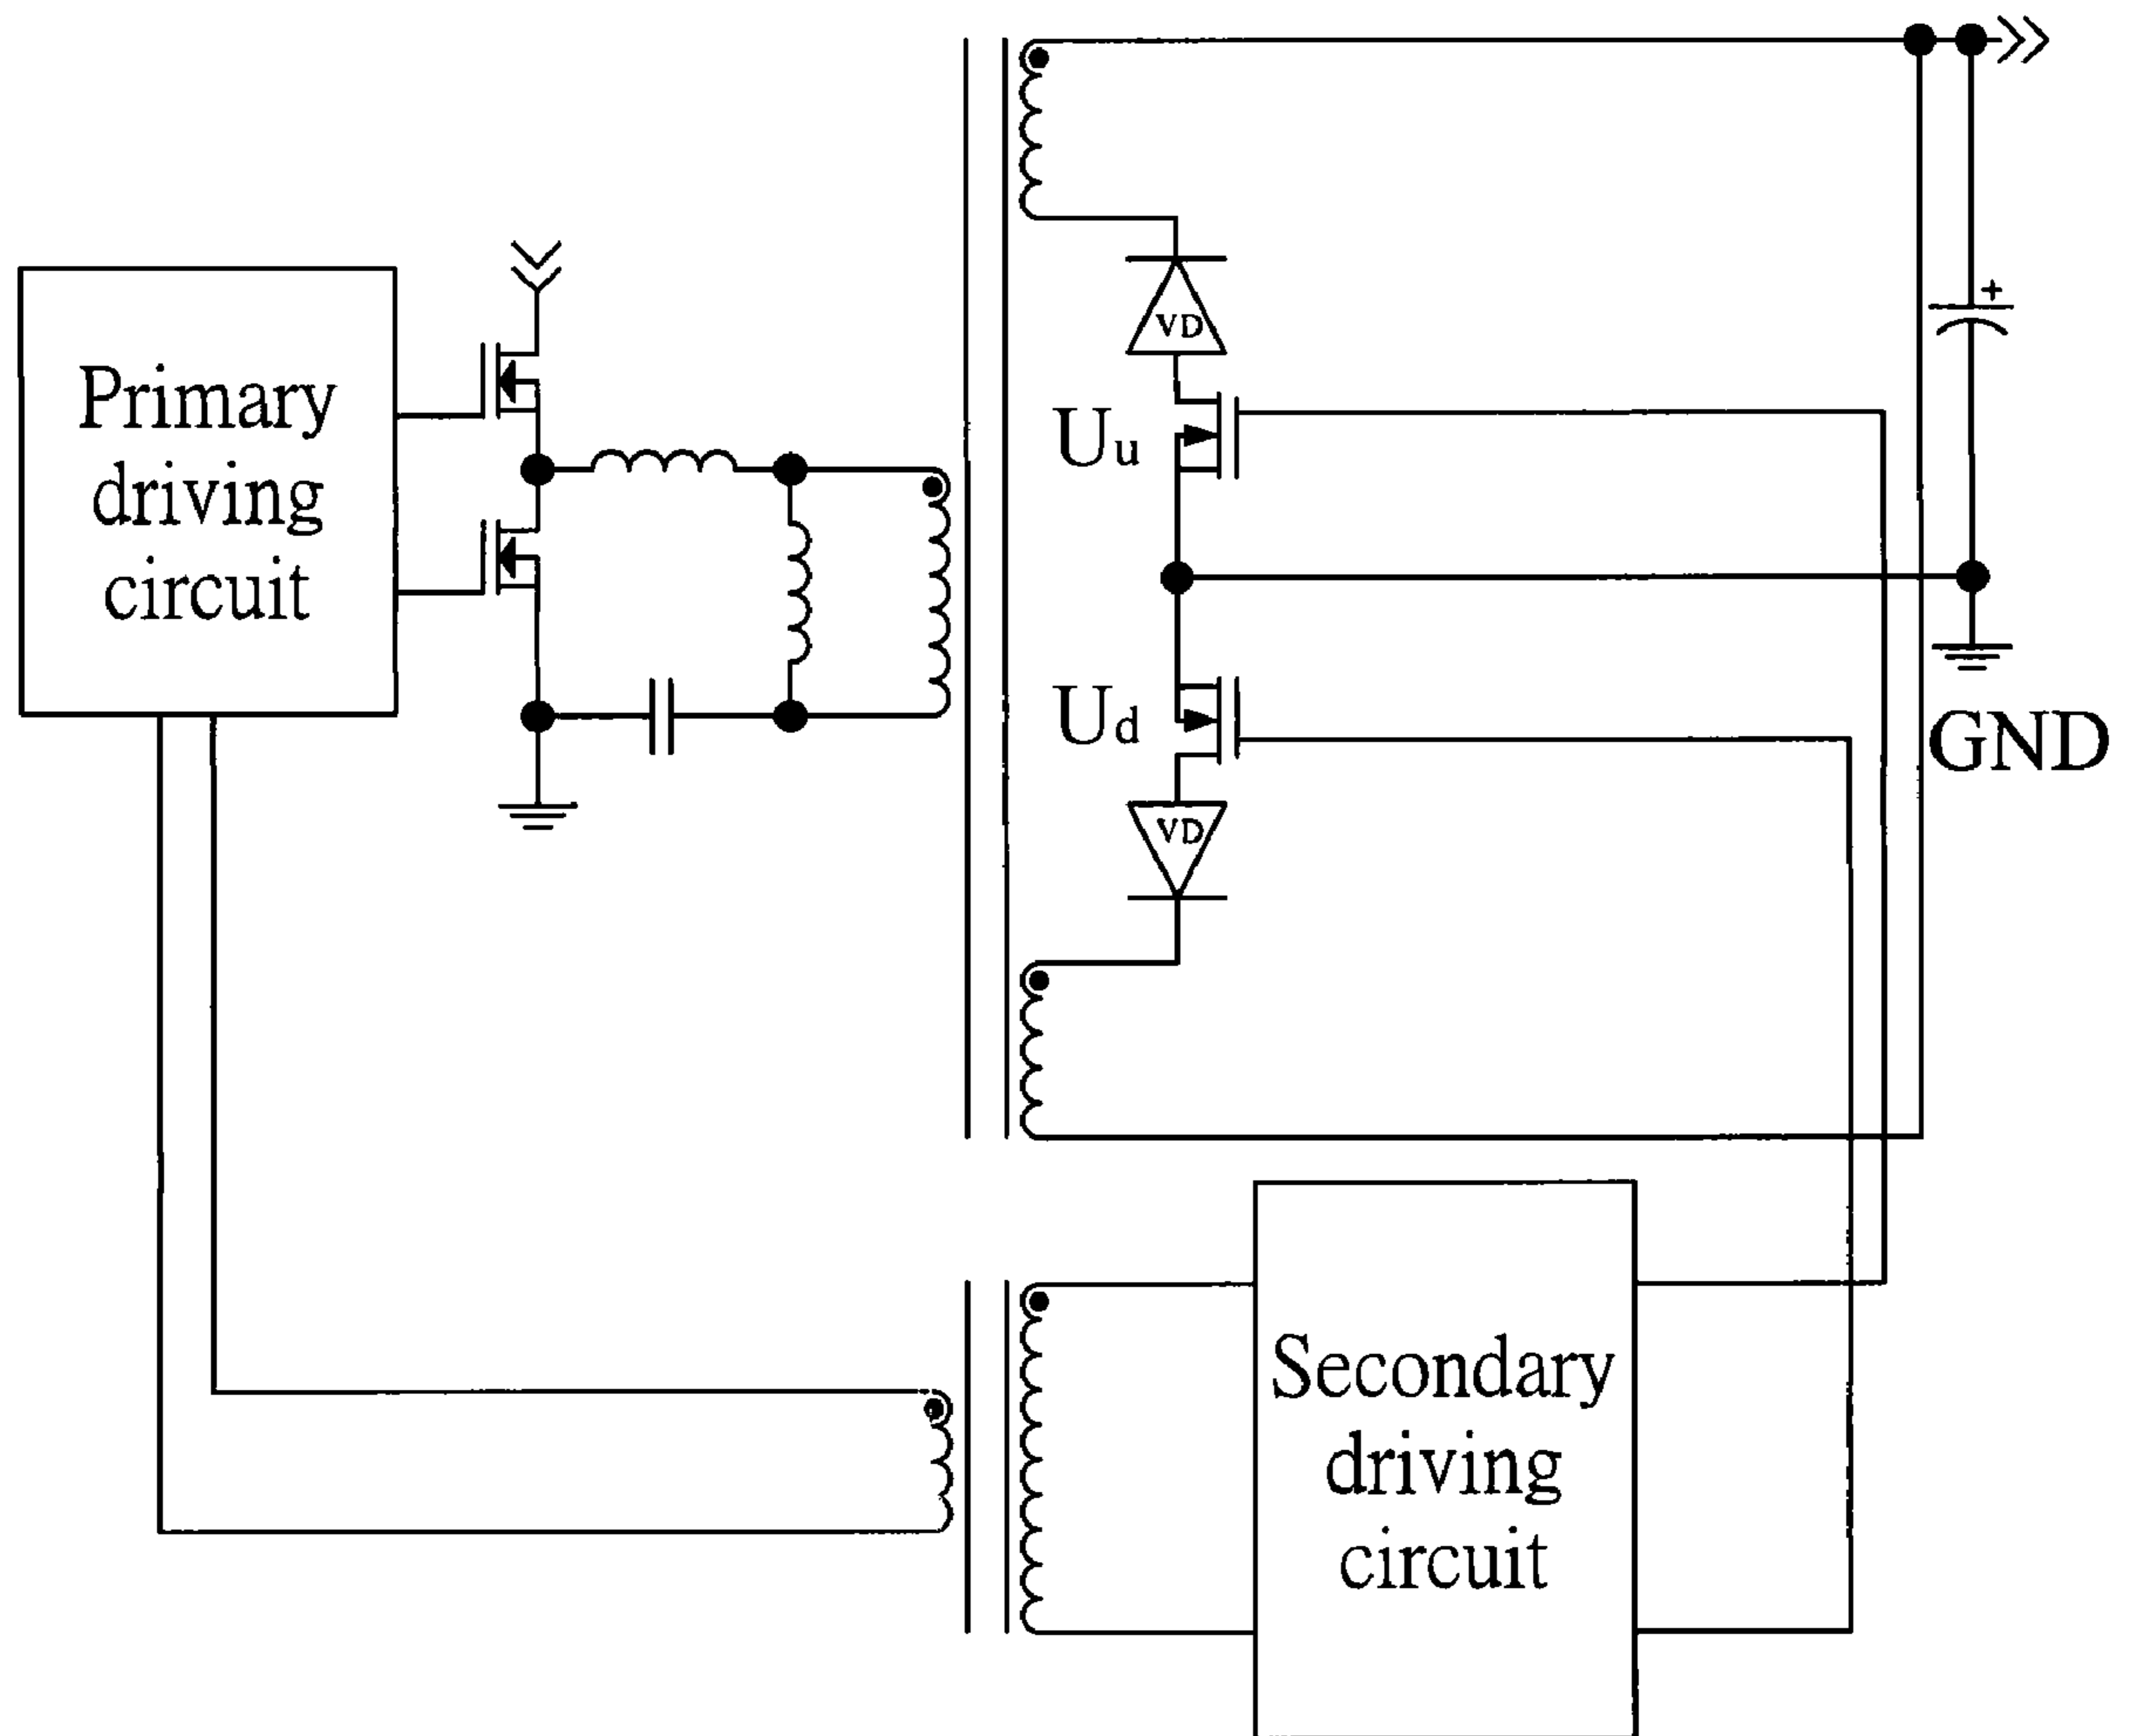 Primary
driving
circuit
VD
+
Uu
Ud
VD
GND
Secondary
driving
circuit